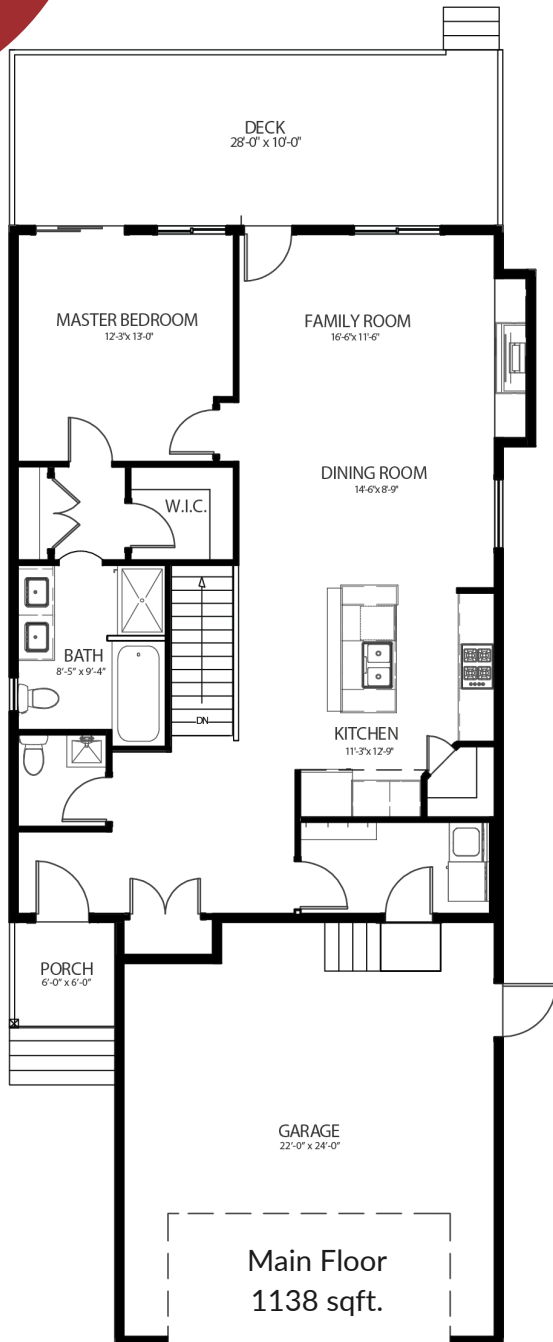 DECK
28'-0" x 10'-0"
MASTER BEDROOM
12'-3"x 13'-0"
FAMILY ROOM
16'-6"x 11'-6"
DINING ROOM
14'-6"x 8'-9"
W.I.C.
BATH
8'-5" x 9'-4"
DN
KITCHEN
11'-3"x 12'-9"
PORCH
6'-0" x 6'-0"
GARAGE
22'-0" x 24'-0"
Main Floor
1138 sqft.